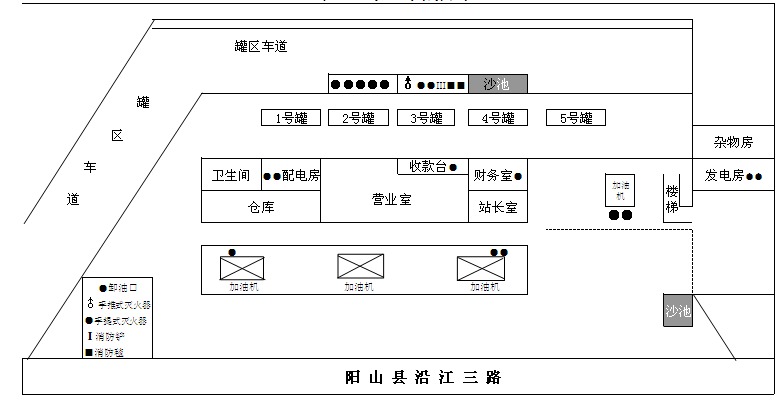 罐区车道
罐
区
车
道
III
沙池
1号罐
2号罐
3号罐
4号罐
5号罐
杂物房
卫生间
配电房
收款台
财务室
加油
机
楼
梯
发电房
营业室
仓库
站长室
加油机
加油机
加油机
卸油口
手推式灭火器
手提式灭火器
I 消防铲
消防毯
沙池
阳山县沿江三路